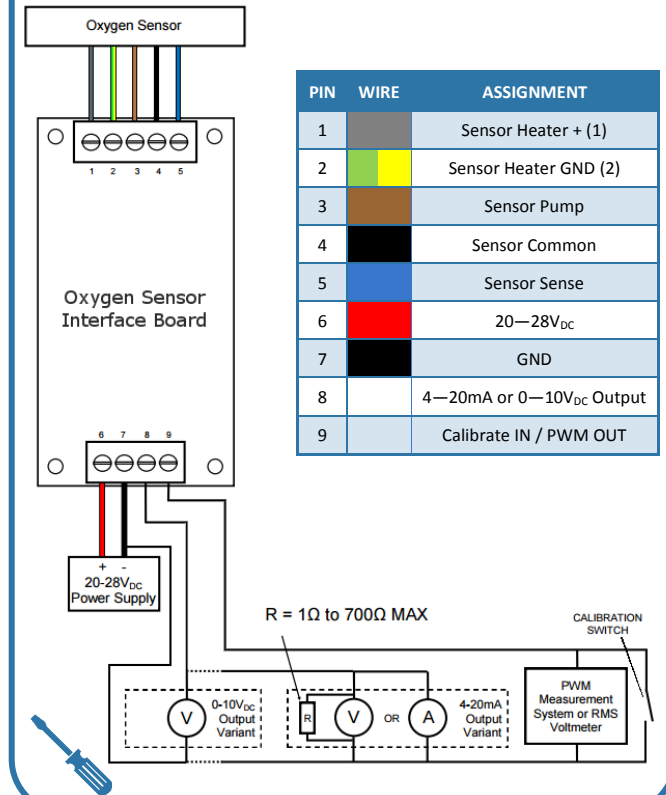 Oxygen Sensor
1 2 3 4 5
Oxygen Sensor
Interface Board
6 7 8 9
+ -
20-28VDC
Power Supply
PIN WIRE ASSIGNMENT
1 Sensor Heater + (1)
2 Sensor Heater GND (2)
3 Sensor Pump
4 Sensor Common
5 Sensor Sense
6 20—28VDC
7 GND
8 4—20mA or 0—10VDC Output
9 Calibrate IN / PWM OUT
R = 1Ω to 700Ω MAX
CALIBRATION
SWITCH
V
0-10VDC
Output
Variant
R
V
OR
A
4-20mA
Output
Variant
PWM
Measurement
System or RMS
Voltmeter